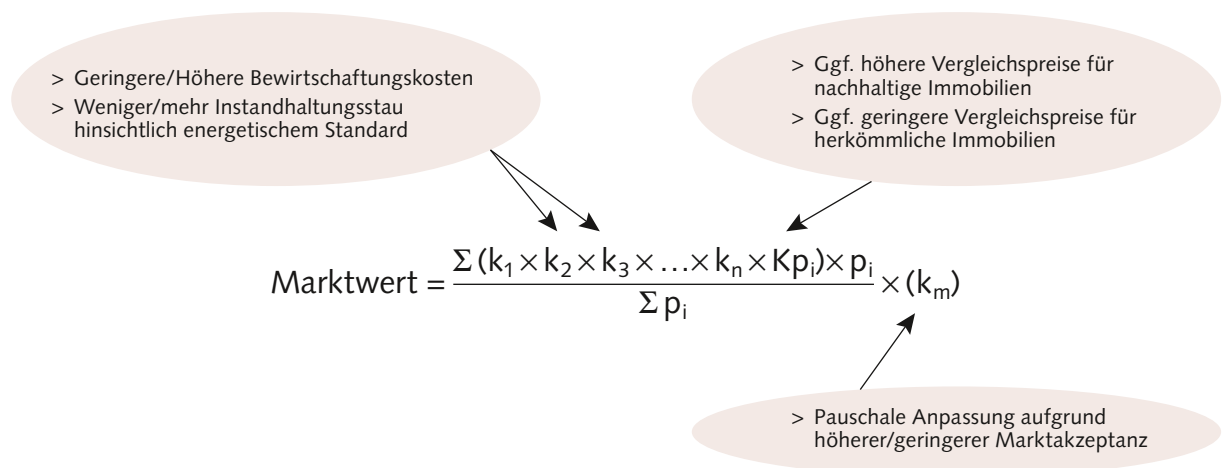 > Geringere/Höhere Bewirtschaftungskosten
> Weniger/mehr Instandhaltungsstau
hinsichtlich energetischem Standard
> Ggf. höhere Vergleichspreise für
nachhaltige Immobilien
> Ggf. geringere Vergleichspreise für
herkömmliche Immobilien
Marktwert = Σ(k₁ × k₂ × k₃ × … × kₙ × Kpᵢ) × pᵢ / Σ pᵢ × (kₘ)
> Pauschale Anpassung aufgrund
höherer/geringerer Marktakzeptanz